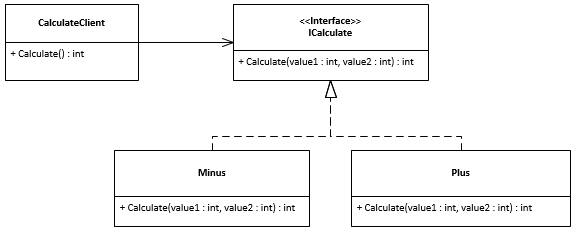 CalculateClient
+ Calculate() : int
<<Interface>>
ICalculate
+ Calculate(value1 : int, value2 : int) : int
Minus
+ Calculate(value1 : int, value2 : int) : int
Plus
+ Calculate(value1 : int, value2 : int) : int